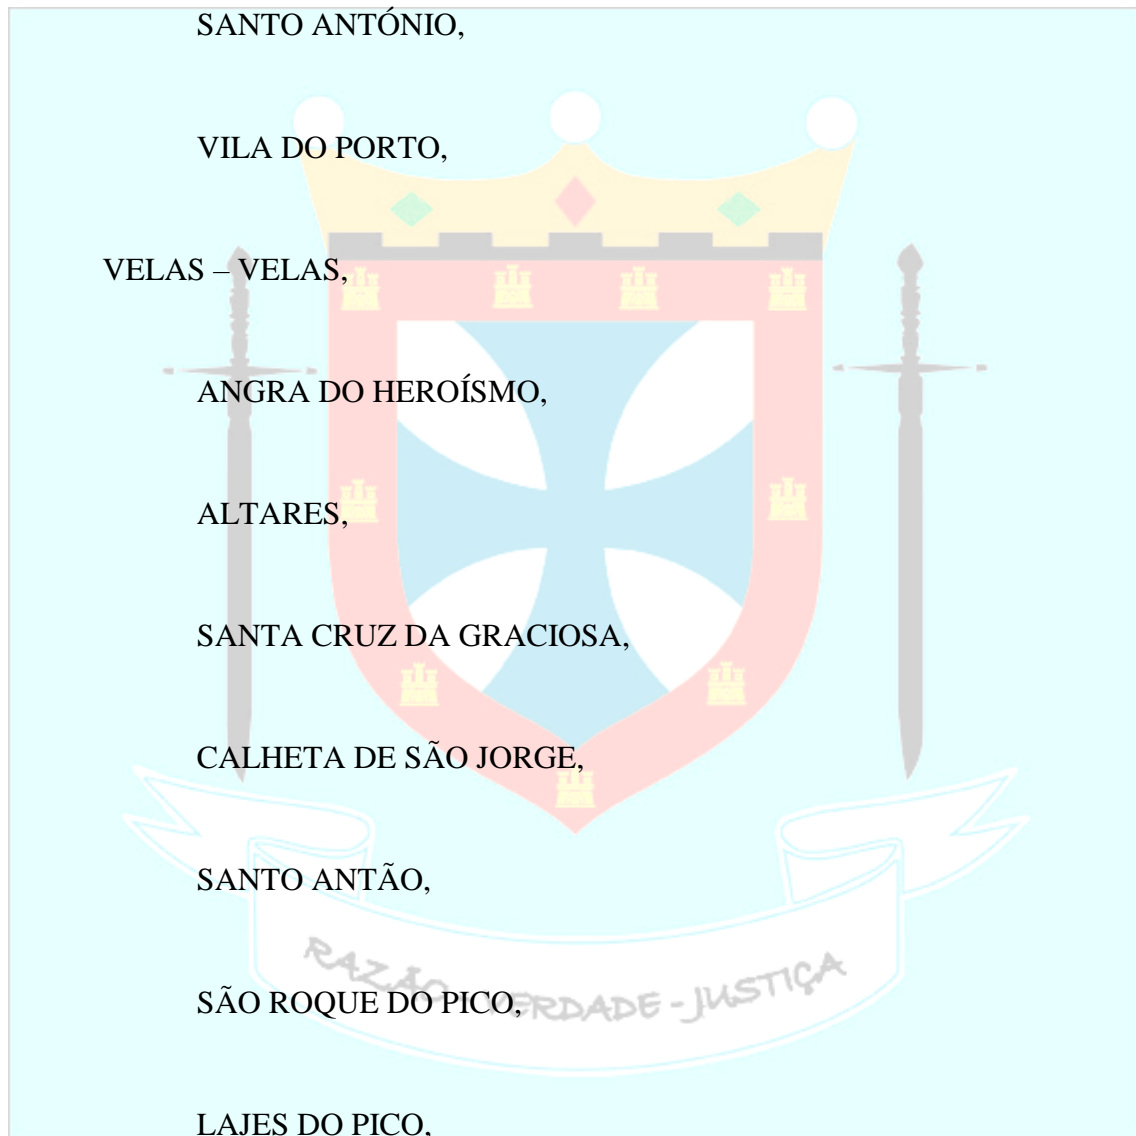 SANTO ANTÓNIO,
VILA DO PORTO,
VELAS – VELAS,
ANGRA DO HEROÍSMO,
ALTARES,
SANTA CRUZ DA GRACIOSA,
CALHETA DE SÃO JORGE,
SANTO ANTÃO,
RAZÃO - VERDADE - JUSTIÇA
SÃO ROQUE DO PICO,
LAJES DO PICO,